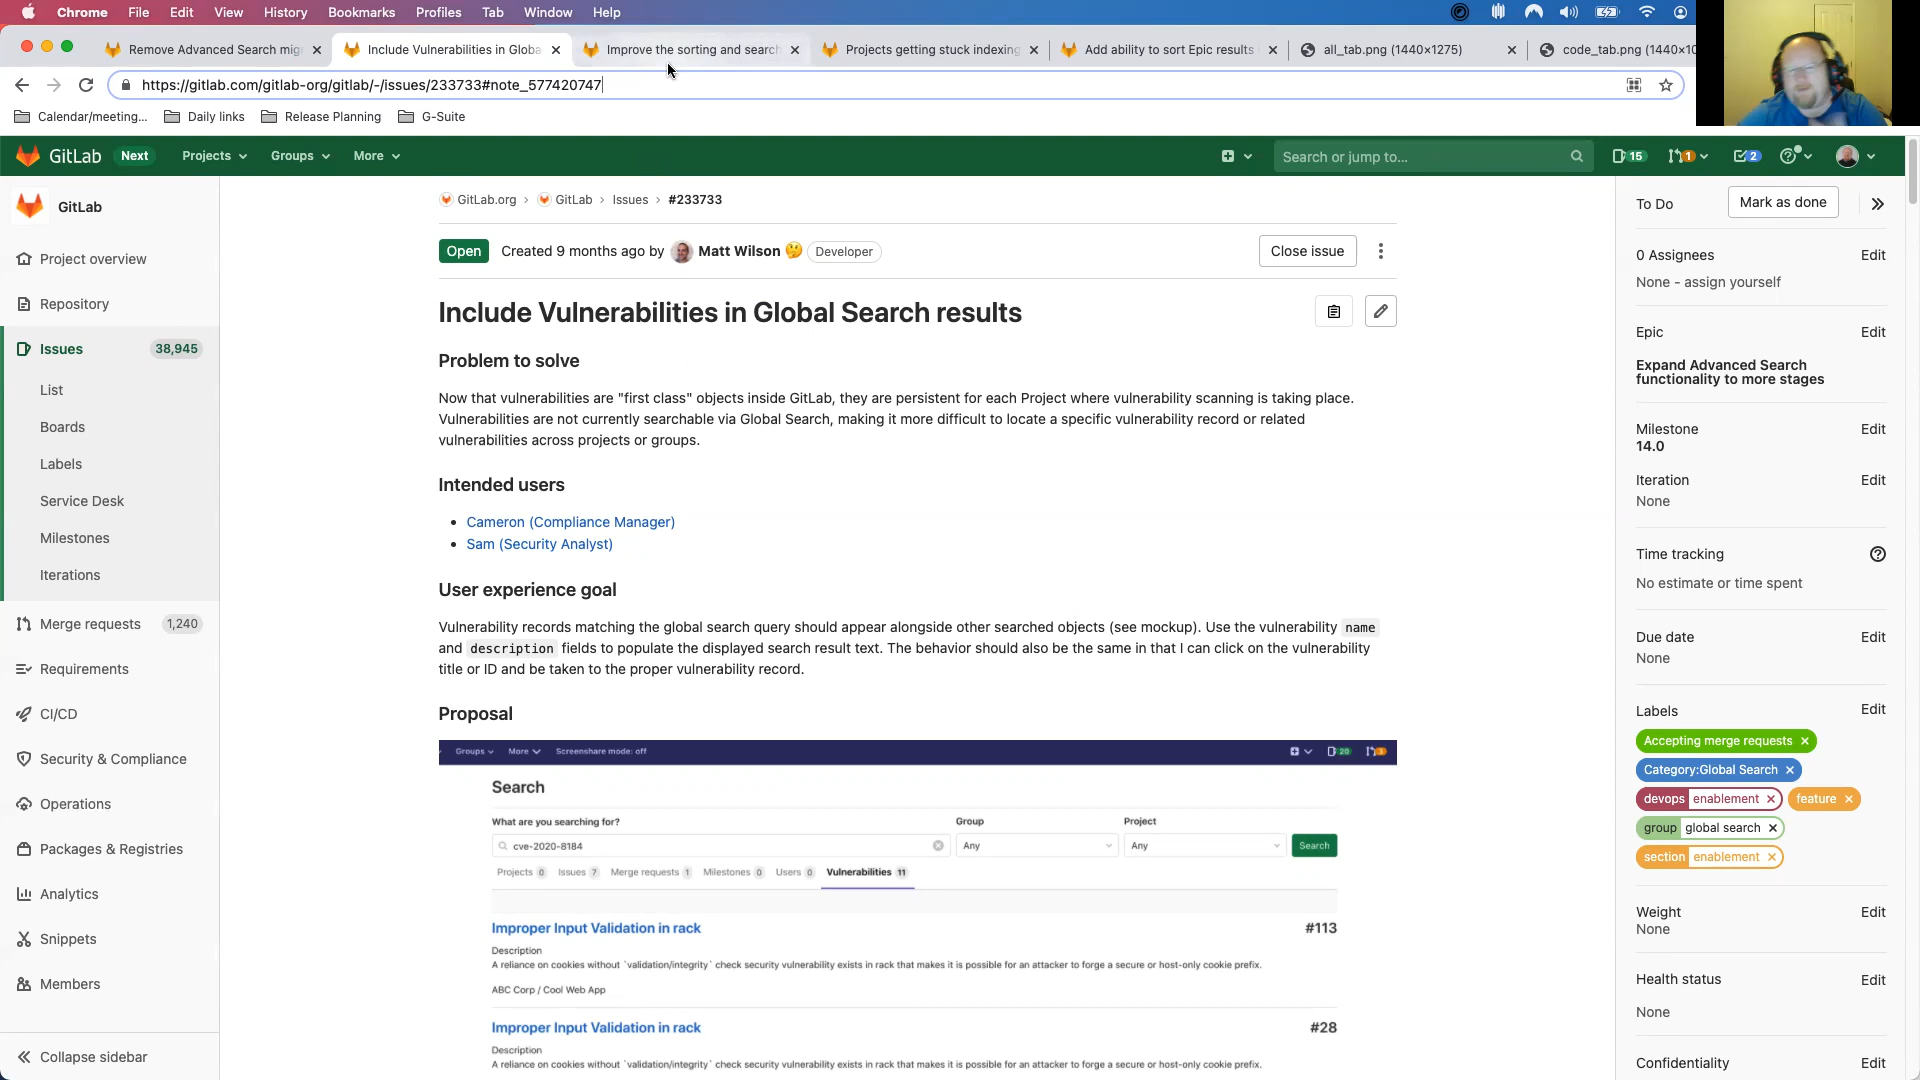 Chrome File Edit View History Bookmarks Profiles Tab Window Help
Remove Advanced Search mig
Include Vulnerabilities in Globa
Improve the sorting and search
Projects getting stuck indexing
Add ability to sort Epic results
all_tab.png (1440×1275)
code_tab.png (1440×10
https://gitlab.com/gitlab-org/gitlab/-/issues/233733#note_577420747
Calendar/meeting... Daily links Release Planning G-Suite
GitLab Next Projects Groups More Search or jump to... 15 1 2
GitLab
Project overview
Repository
Issues 38,945
List
Boards
Labels
Service Desk
Milestones
Iterations
Merge requests 1,240
Requirements
CI/CD
Security & Compliance
Operations
Packages & Registries
Analytics
Snippets
Members
Collapse sidebar
GitLab.org › GitLab › Issues › #233733
Open Created 9 months ago by Matt Wilson Developer Close issue
Include Vulnerabilities in Global Search results
Problem to solve
Now that vulnerabilities are "first class" objects inside GitLab, they are persistent for each Project where vulnerability scanning is taking place.
Vulnerabilities are not currently searchable via Global Search, making it more difficult to locate a specific vulnerability record or related
vulnerabilities across projects or groups.
Intended users
• Cameron (Compliance Manager)
• Sam (Security Analyst)
User experience goal
Vulnerability records matching the global search query should appear alongside other searched objects (see mockup). Use the vulnerability name
and description fields to populate the displayed search result text. The behavior should also be the same in that I can click on the vulnerability
title or ID and be taken to the proper vulnerability record.
Proposal
Groups More Screenshare mode: off 20
Search
What are you searching for? Group Project
cve-2020-8184 Any Any Search
Projects 0 Issues 7 Merge requests 1 Milestones 0 Users 0 Vulnerabilities 11
Improper Input Validation in rack #113
Description
A reliance on cookies without `validation/integrity` check security vulnerability exists in rack that makes it is possible for an attacker to forge a secure or host-only cookie prefix.
ABC Corp / Cool Web App
Improper Input Validation in rack #28
Description
A reliance on cookies without `validation/integrity` check security vulnerability exists in rack that makes it is possible for an attacker to forge a secure or host-only cookie prefix.
To Do Mark as done
0 Assignees Edit
None - assign yourself
Epic Edit
Expand Advanced Search
functionality to more stages
Milestone Edit
14.0
Iteration Edit
None
Time tracking
No estimate or time spent
Due date Edit
None
Labels Edit
Accepting merge requests ×
Category:Global Search ×
devops enablement × feature ×
group global search ×
section enablement ×
Weight Edit
None
Health status Edit
None
Confidentiality Edit